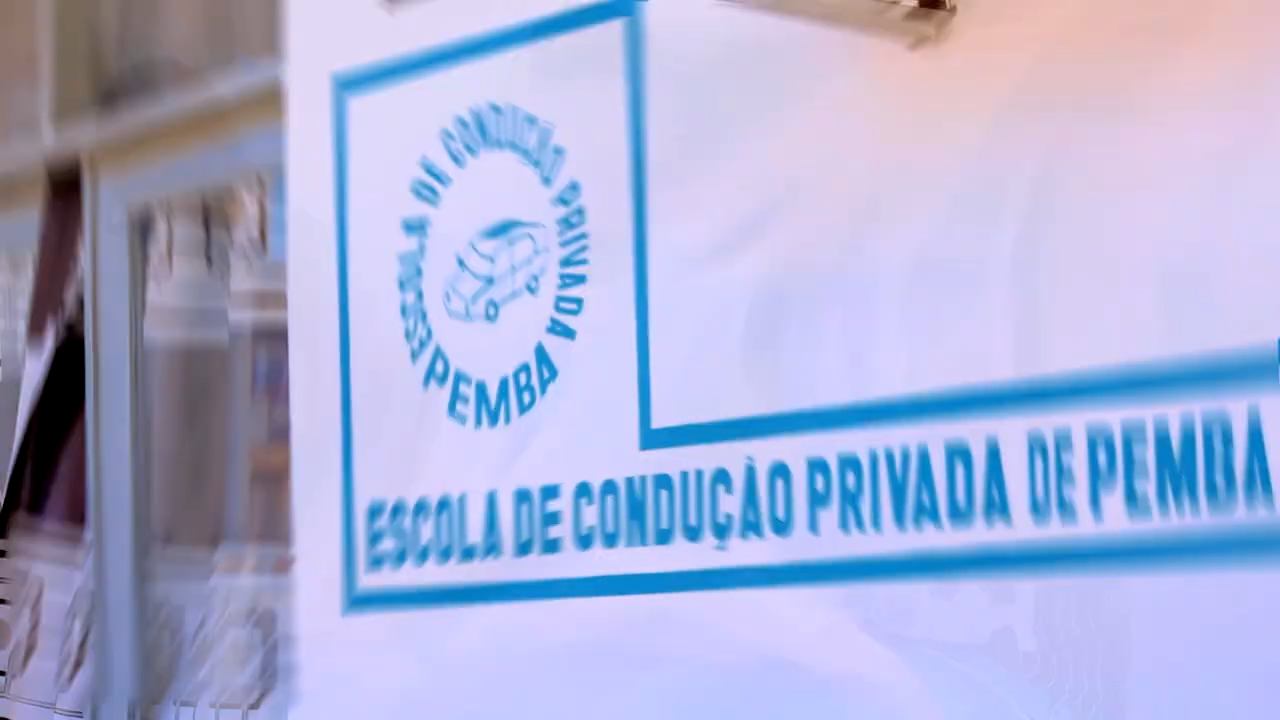 ESCOLA DE CONDUÇÃO PRIVADA
PEMBA
ESCOLA DE CONDUÇÃO PRIVADA DE PEMBA